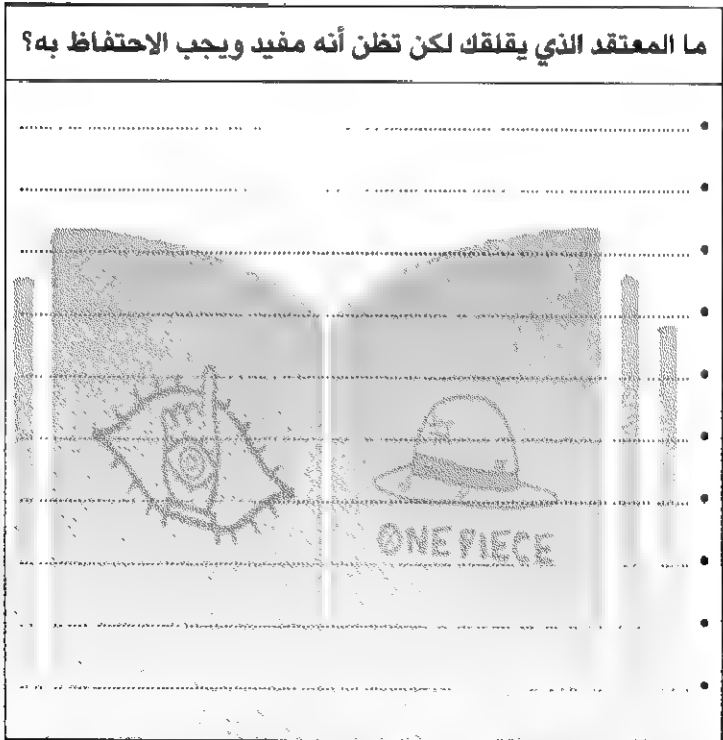 ما المعتقد الذي يقلقك لكن تظن أنه مفيد ويجب الاحتفاظ به؟
ONE PIECE